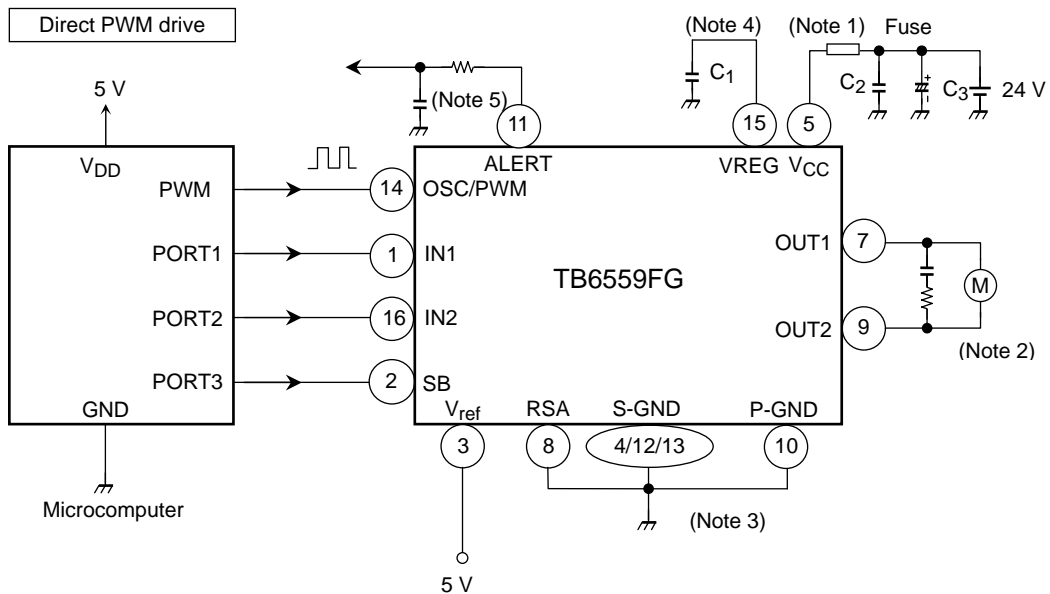 Direct PWM drive
(Note 4)
(Note 1) Fuse
C1
C2
C3
+
-
24 V
5 V
(Note 5)
11
15
5
VDD
ALERT
VREG
VCC
PWM
14
OSC/PWM
PORT1
1
IN1
OUT1
7
TB6559FG
M
PORT2
16
IN2
OUT2
9
(Note 2)
PORT3
2
SB
GND
Vref
RSA
S-GND
P-GND
3
8
4/12/13
10
Microcomputer
(Note 3)
5 V